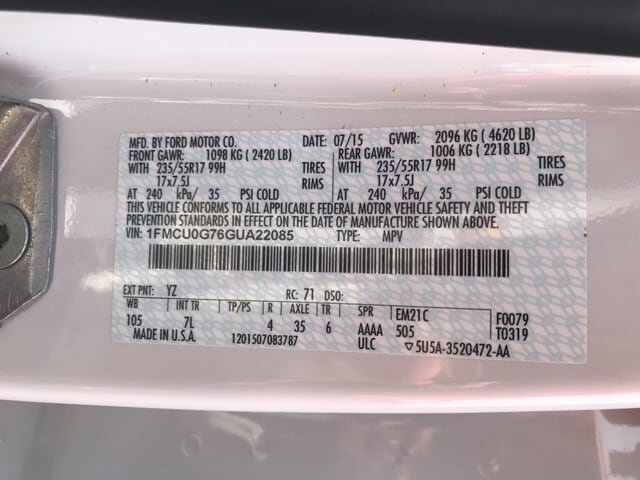 MFD. BY FORD MOTOR CO. DATE: 07/15 GVWR: 2096 KG ( 4620 LB)
FRONT GAWR: 1098 KG ( 2420 LB) REAR GAWR: 1006 KG ( 2218 LB)
WITH 235/55R17 99H TIRES WITH 235/55R17 99H TIRES
17x7.5J RIMS 17x7.5J RIMS
AT 240 kPa/ 35 PSI COLD AT 240 kPa/ 35 PSI COLD
THIS VEHICLE CONFORMS TO ALL APPLICABLE FEDERAL MOTOR VEHICLE SAFETY AND THEFT
PREVENTION STANDARDS IN EFFECT ON THE DATE OF MANUFACTURE SHOWN ABOVE.
VIN: 1FMCU0G76GUA22085 TYPE: MPV
EXT PNT: YZ RC: 71 DSO:
WB INT TR TP/PS R AXLE TR SPR EM21C F0079
105 7L 4 35 6 AAAA 505 T0319
MADE IN U.S.A. 1201507083787 ULC ▽5U5A-3520472-AA